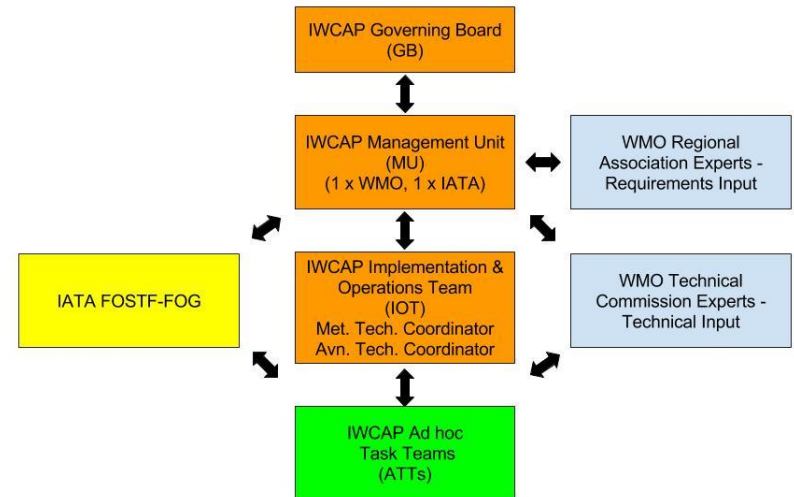 IWCAP Governing Board
(GB)
IWCAP Management Unit
(MU)
(1 x WMO, 1 x IATA)
WMO Regional
Association Experts -
Requirements Input
IATA FOSTF-FOG
IWCAP Implementation &
Operations Team
(IOT)
Met. Tech. Coordinator
Avn. Tech. Coordinator
WMO Technical
Commission Experts -
Technical Input
IWCAP Ad hoc
Task Teams
(ATTs)